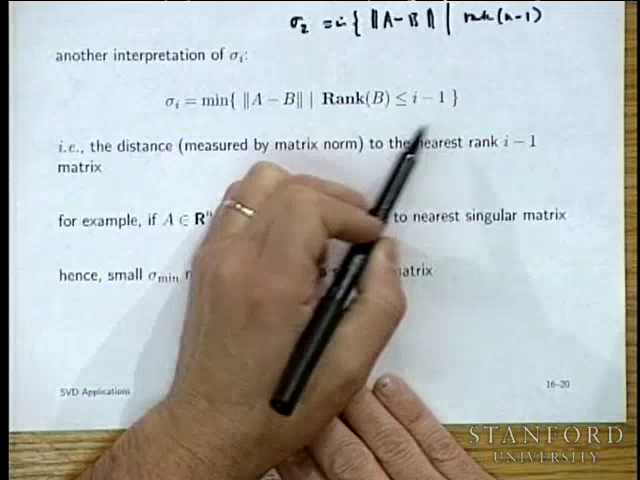 σ₂ = { ‖A−B‖ | rank(n-1)
another interpretation of σᵢ:
σᵢ = min{ ‖A − B‖ | Rank(B) ≤ i − 1 }
i.e., the distance (measured by matrix norm) to the nearest rank i − 1
matrix
for example, if A ∈ R to nearest singular matrix
hence, small σmin
SVD Applications 16-20
STANFORD
UNIVERSITY